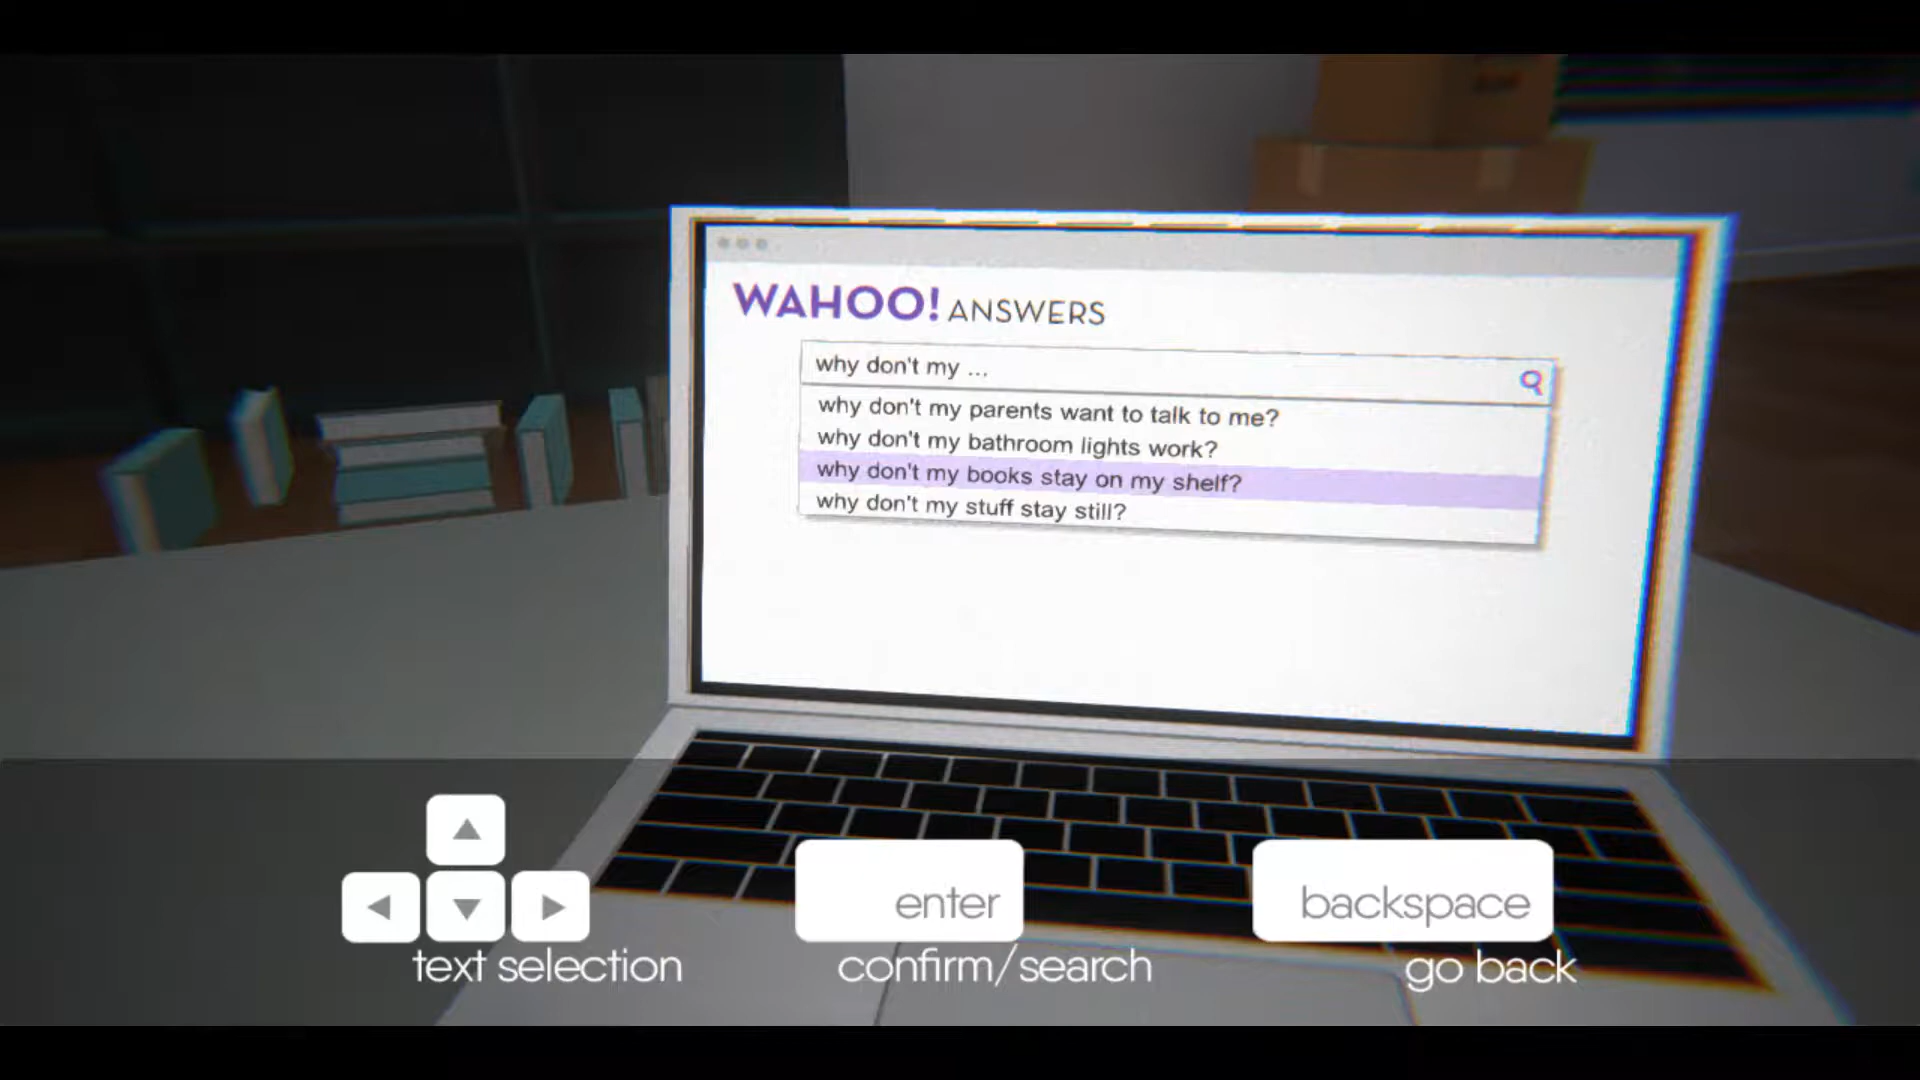 WAHOO! ANSWERS
why don't my ...
why don't my parents want to talk to me?
why don't my bathroom lights work?
why don't my books stay on my shelf?
why don't my stuff stay still?
enter
backspace
text selection
confirm/search
go back